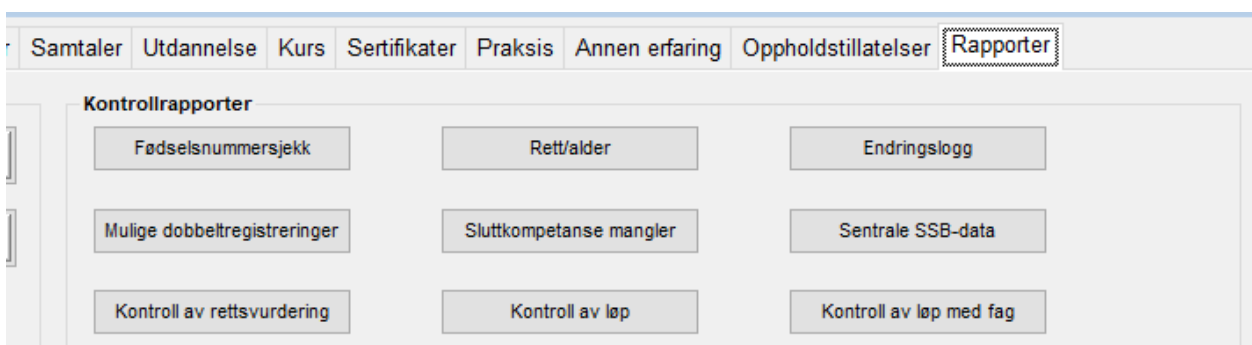 Samtaler Utdannelse Kurs Sertifikater Praksis Annen erfaring Oppholdstillatelser Rapporter
Kontrollrapporter
Fødselsnummersjekk Rett/alder Endringslogg
Mulige dobbeltregistreringer Sluttkompetanse mangler Sentrale SSB-data
Kontroll av rettsvurdering Kontroll av løp Kontroll av løp med fag